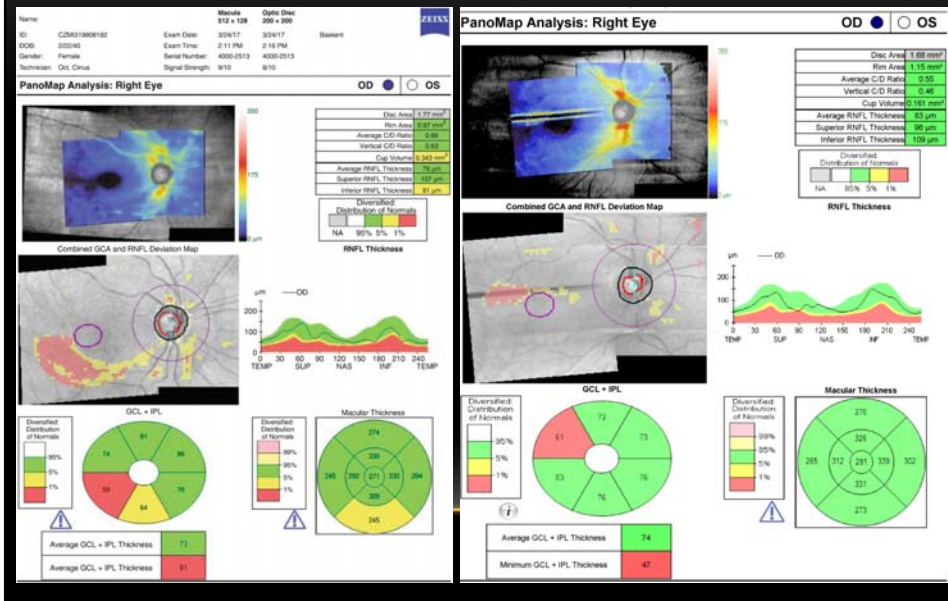 Name:
Macula 512 x 128
Optic Disc 200 x 200
ZEISS
ID: CZMI319808182 Exam Date: 3/24/17 3/24/17 Baskent
DOB: 2/2/40 Exam Time: 2:11 PM 2:16 PM
Gender: Female Serial Number: 4000-2513 4000-2513
Technician: Oct, Cirrus Signal Strength: 9/10 8/10
PanoMap Analysis: Right Eye OD OS
350
175
0 µm
Disc Area 1.77 mm²
Rim Area 0.97 mm²
Average C/D Ratio 0.66
Vertical C/D Ratio 0.63
Cup Volume 0.343 mm³
Average RNFL Thickness 78 µm
Superior RNFL Thickness 107 µm
Inferior RNFL Thickness 81 µm
Diversified:
Distribution of Normals
NA 95% 5% 1%
Combined GCA and RNFL Deviation Map
RNFL Thickness
µm OD
200
100
0
0 30 60 90 120 150 180 210 240
TEMP SUP NAS INF TEMP
GCL + IPL
Diversified:
Distribution
of Normals
95%
5%
1%
81
74 86
59 76
64
Diversified:
Distribution
of Normals
99%
95%
5%
1%
Macular Thickness
274
330
245 292 271 330 294
309
245
Average GCL + IPL Thickness 73
Average GCL + IPL Thickness 61
PanoMap Analysis: Right Eye OD OS
350
175
0 µm
Disc Area 1.68 mm²
Rim Area 1.15 mm²
Average C/D Ratio 0.55
Vertical C/D Ratio 0.46
Cup Volume 0.161 mm³
Average RNFL Thickness 83 µm
Superior RNFL Thickness 96 µm
Inferior RNFL Thickness 109 µm
Diversified:
Distribution of Normals
NA 95% 5% 1%
Combined GCA and RNFL Deviation Map
RNFL Thickness
µm OD
200
100
0
0 30 60 90 120 150 180 210 240
TEMP SUP NAS INF TEMP
GCL + IPL
Diversified:
Distribution
of Normals
95%
5%
1%
73
61 73
83 76
76
Diversified:
Distribution
of Normals
99%
95%
5%
1%
Macular Thickness
276
326
265 312 281 339 302
331
273
Average GCL + IPL Thickness 74
Minimum GCL + IPL Thickness 47